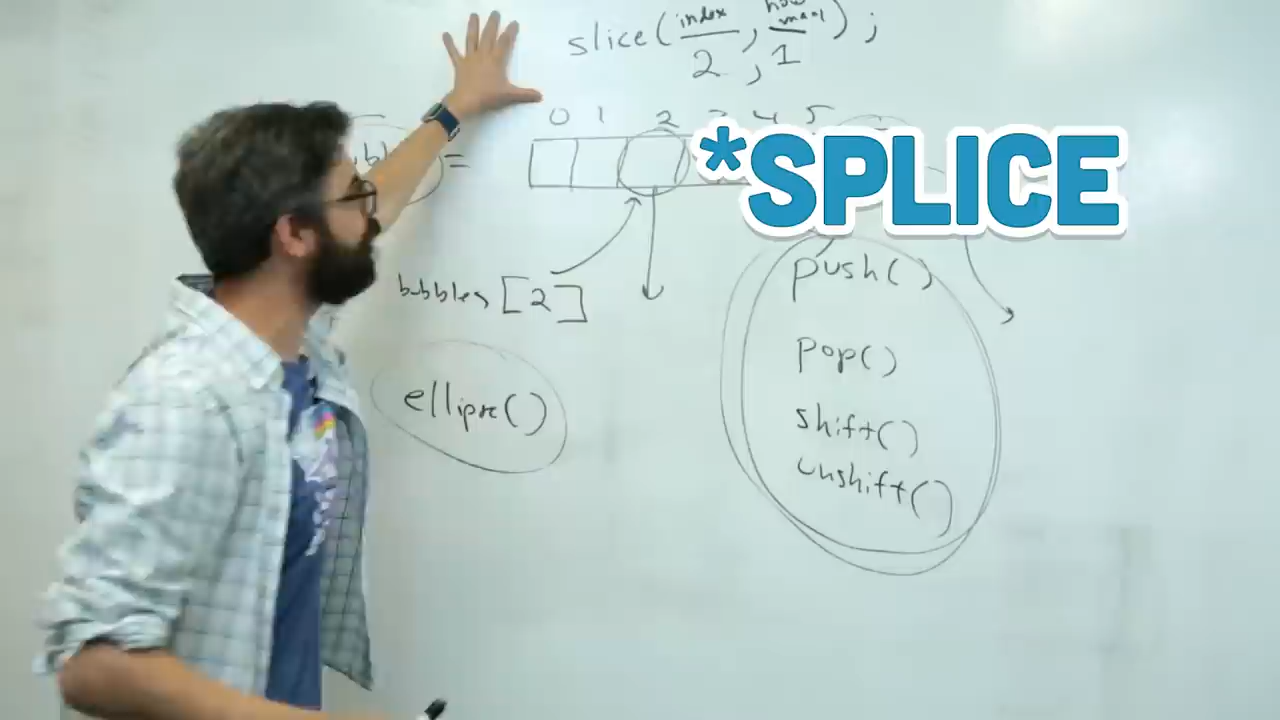 slice(index, how many);
2, 1
0 1 2 3 4 5
=
*SPLICE
bubbles [2]
push()
pop()
ellipse()
shift()
unshift()